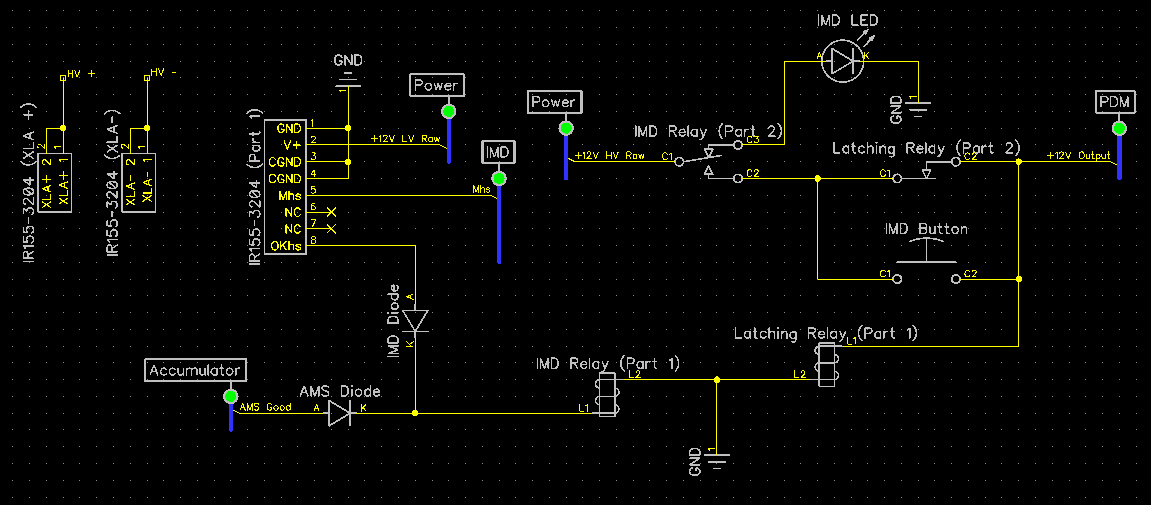 IMD LED
A
K
GND
1
HV +
HV -
IR155-3204 (XLA +)
2
1
XLA+ 2
XLA+ 1
IR155-3204 (XLA-)
2
1
XLA- 2
XLA- 1
GND
1
Power
+12V LV Raw
IR155-3204 (Part 1)
GND 1
V+ 2
CGND 3
CGND 4
Mhs 5
NC 6
NC 7
OKhs 8
IMD
Mhs
Power
+12V HV Raw
IMD Relay (Part 2)
C1
C3
C2
Latching Relay (Part 2)
C1
C2
+12V Output
PDM
IMD Button
C1
C2
IMD Diode
A
K
Latching Relay (Part 1)
L1
L2
IMD Relay (Part 1)
L2
L1
Accumulator
AMS Good
AMS Diode
A
K
GND
1